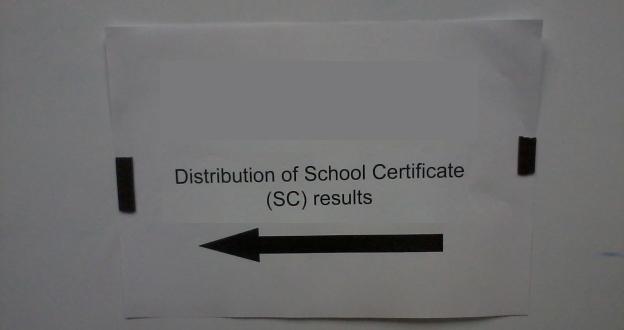 Distribution of School Certificate
(SC) results